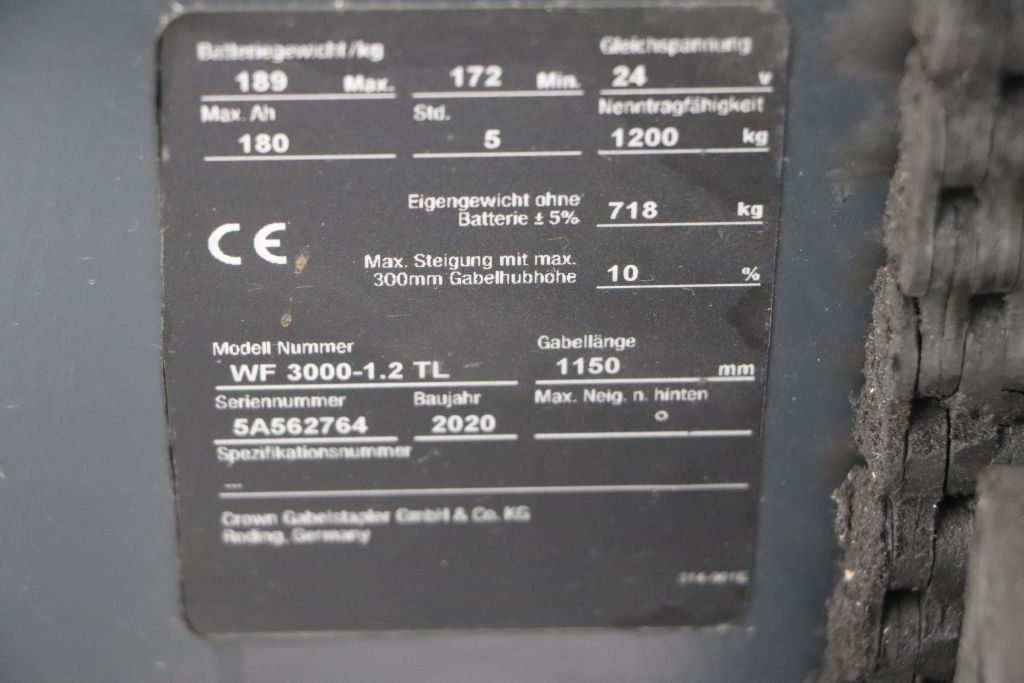 Batteriegewicht/kg Gleichspannung
189 Max. 172 Min. 24 v
Max. Ah Std. Nenntragfähigkeit
180 5 1200 kg
Eigengewicht ohne
Batterie ± 5% 718 kg
CE
Max. Steigung mit max.
300mm Gabelhubhöhe 10 %
Modell Nummer Gabellänge
WF 3000-1.2 TL 1150 mm
Seriennummer Baujahr Max. Neig. n. hinten
5A562764 2020 °
Spezifikationsnummer
---
Crown Gabelstapler GmbH & Co. KG
Roding, Germany